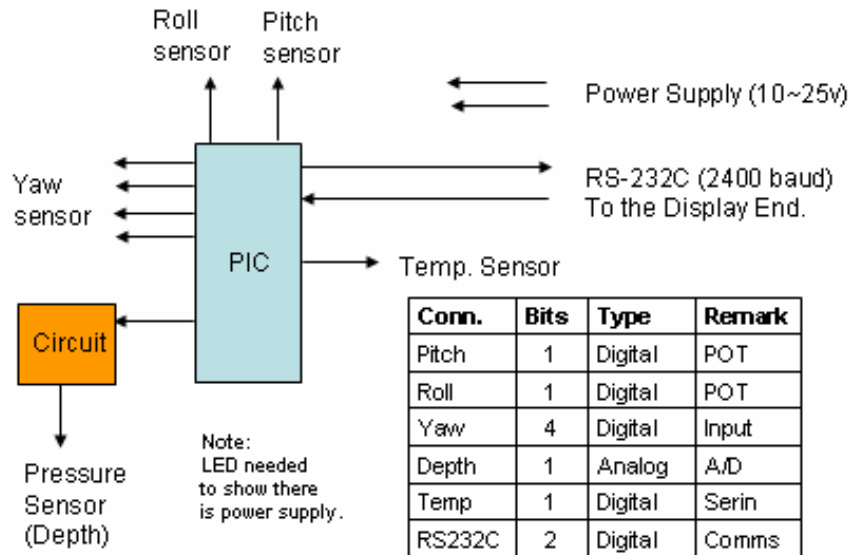 Roll
sensor
Pitch
sensor
Power Supply (10~25v)
Yaw
sensor
RS-232C (2400 baud)
To the Display End.
PIC
Temp. Sensor
Circuit
Pressure
Sensor
(Depth)
Note:
LED needed
to show there
is power supply.
Conn. Bits Type Remark
Pitch 1 Digital POT
Roll 1 Digital POT
Yaw 4 Digital Input
Depth 1 Analog A/D
Temp 1 Digital Serin
RS232C 2 Digital Comms